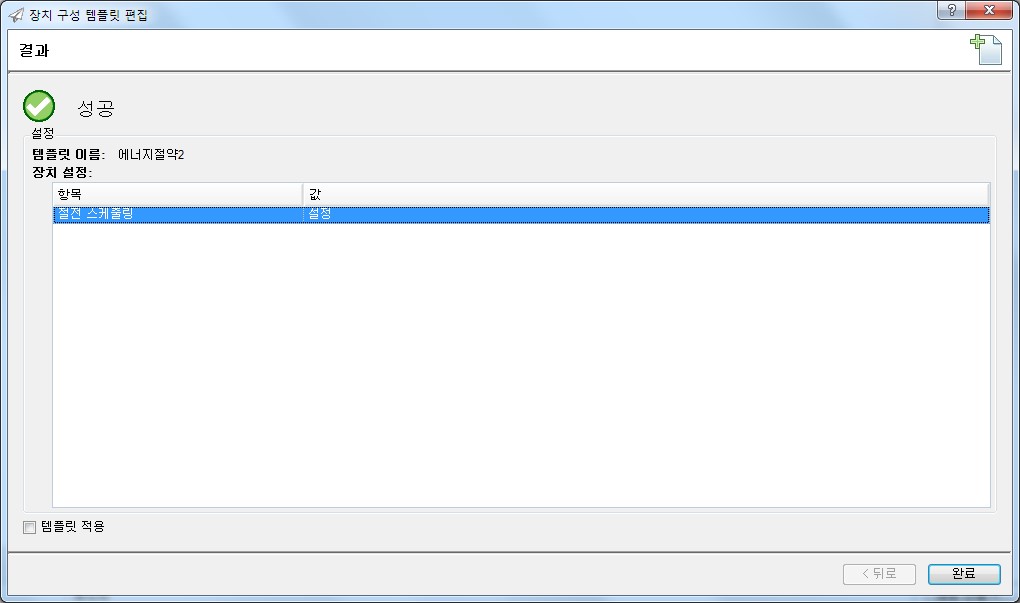 장치 구성 템플릿 편집
결과
성공
설정
템플릿 이름: 에너지절약2
장치 설정:
항목 값
절전 스케줄링 설정
템플릿 적용
< 뒤로 완료